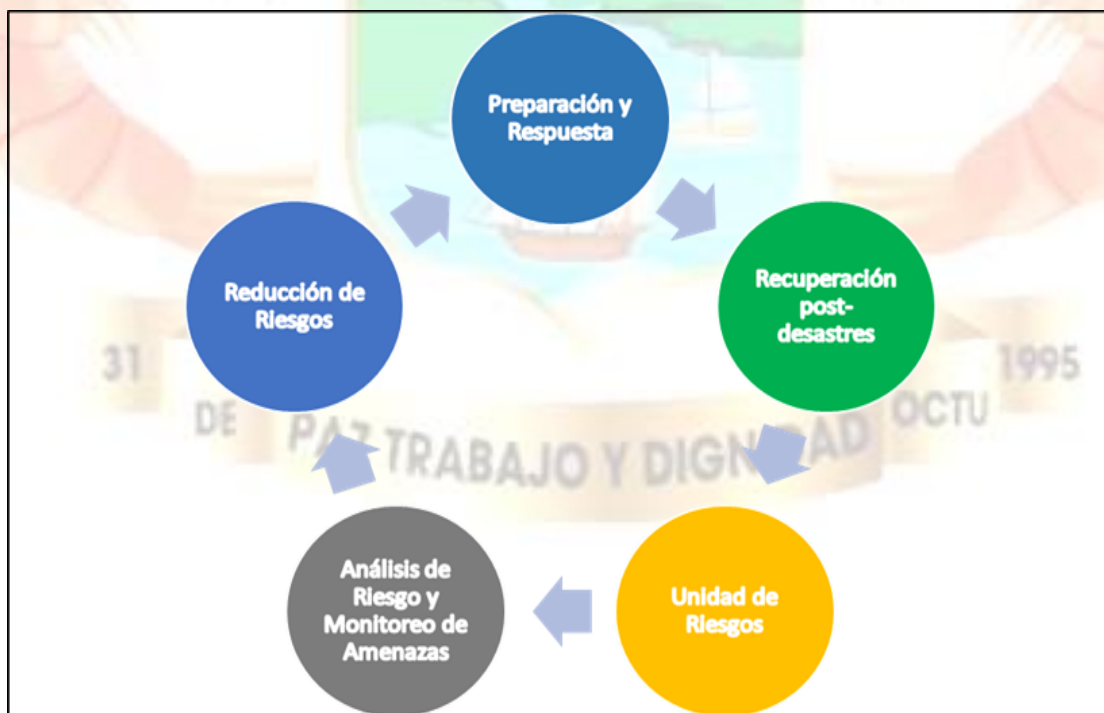 Preparación y
Respuesta
Reducción de
Riesgos
Recuperación
post-
desastres
31
1995
DE
PAZ TRABAJO Y DIGNIDAD
OCTU
Análisis de
Riesgo y
Monitoreo de
Amenazas
Unidad de
Riesgos